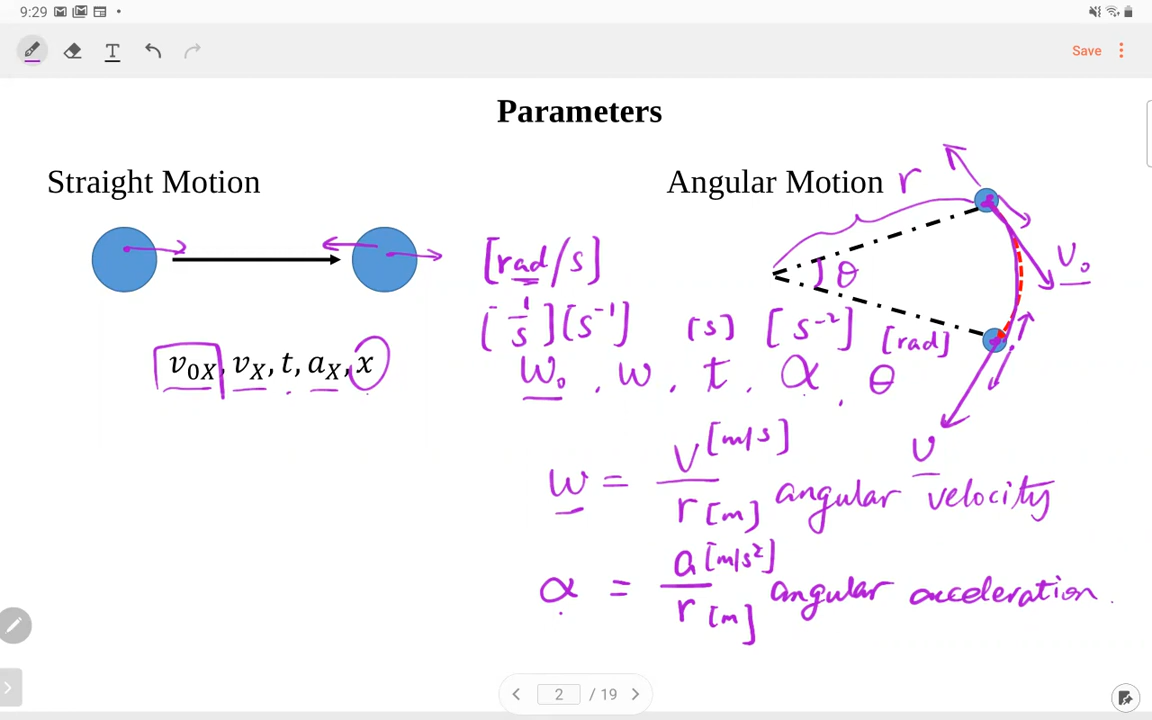 9:29
Save
Parameters
Straight Motion
Angular Motion r
v₀
θ
[rad/s]
[1/s][s⁻¹] [s] [s⁻²] [rad]
v₀ₓ, vₓ, t, aₓ, x
w₀, w, t, α, θ
v
w = v[m/s] / r[m] angular velocity
α = a[m/s²] / r[m] angular acceleration
2 / 19